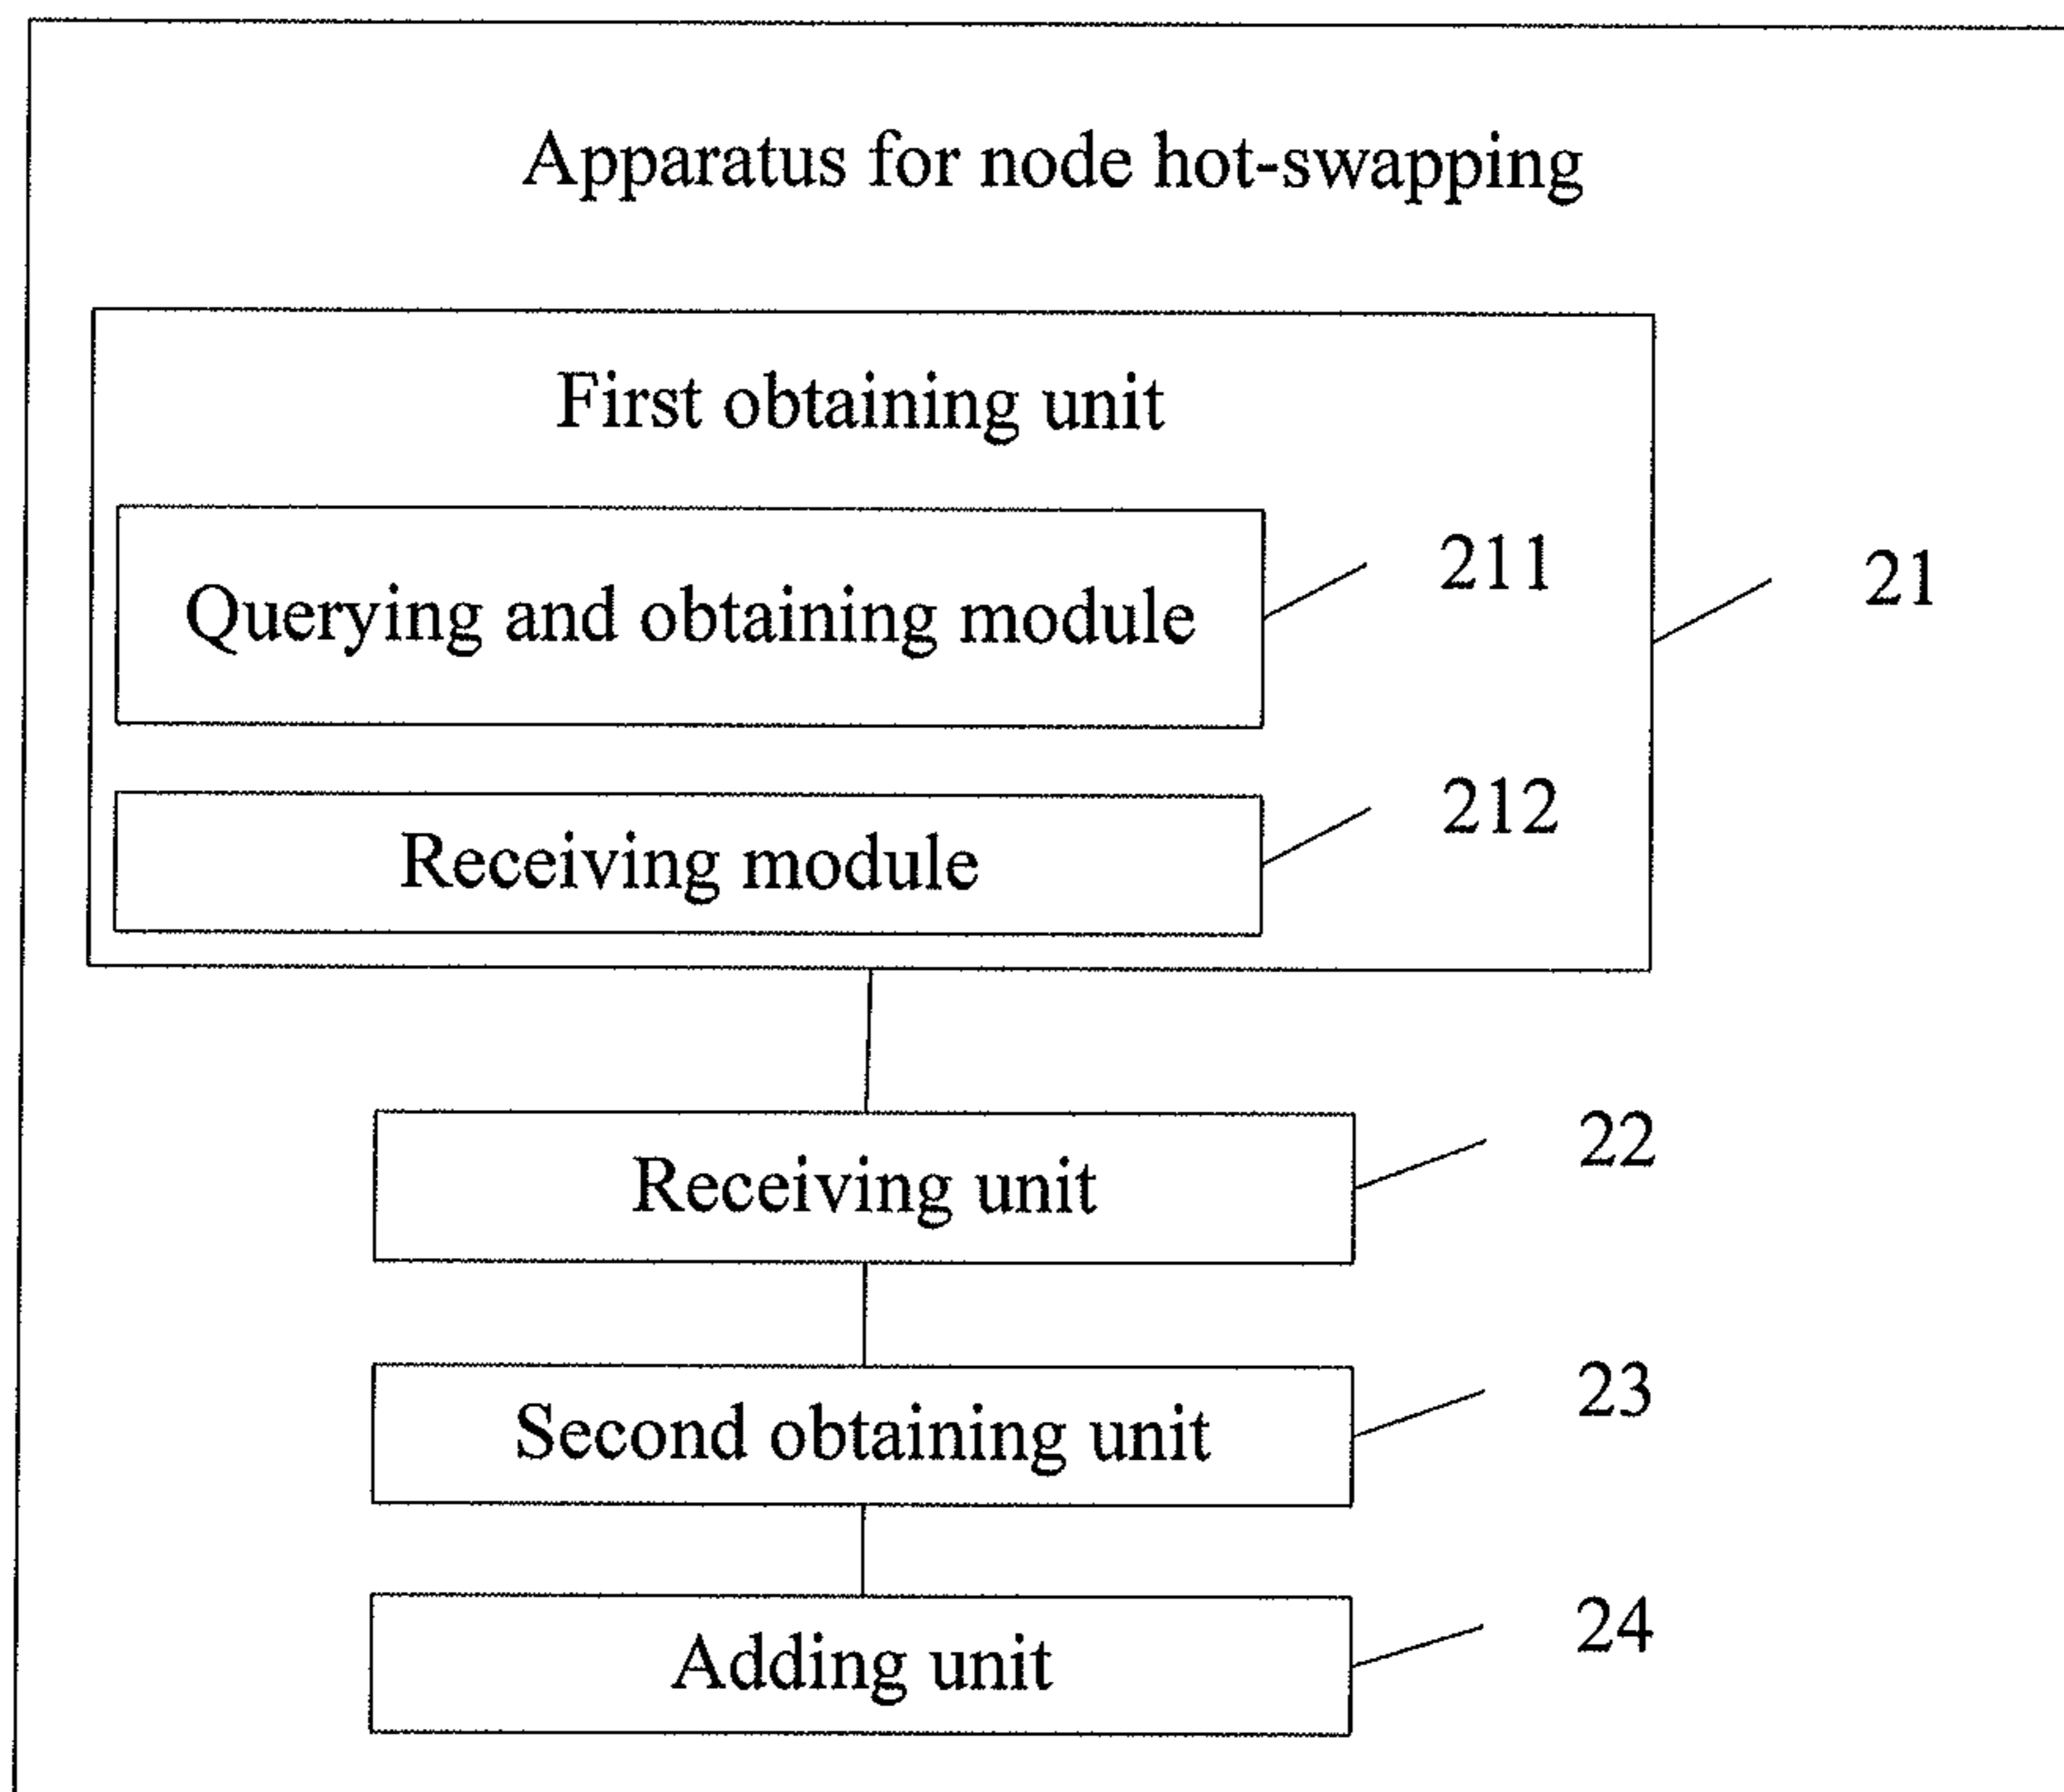 Apparatus for node hot-swapping
First obtaining unit
Querying and obtaining module
211
21
Receiving module
212
Receiving unit
22
Second obtaining unit
23
Adding unit
24